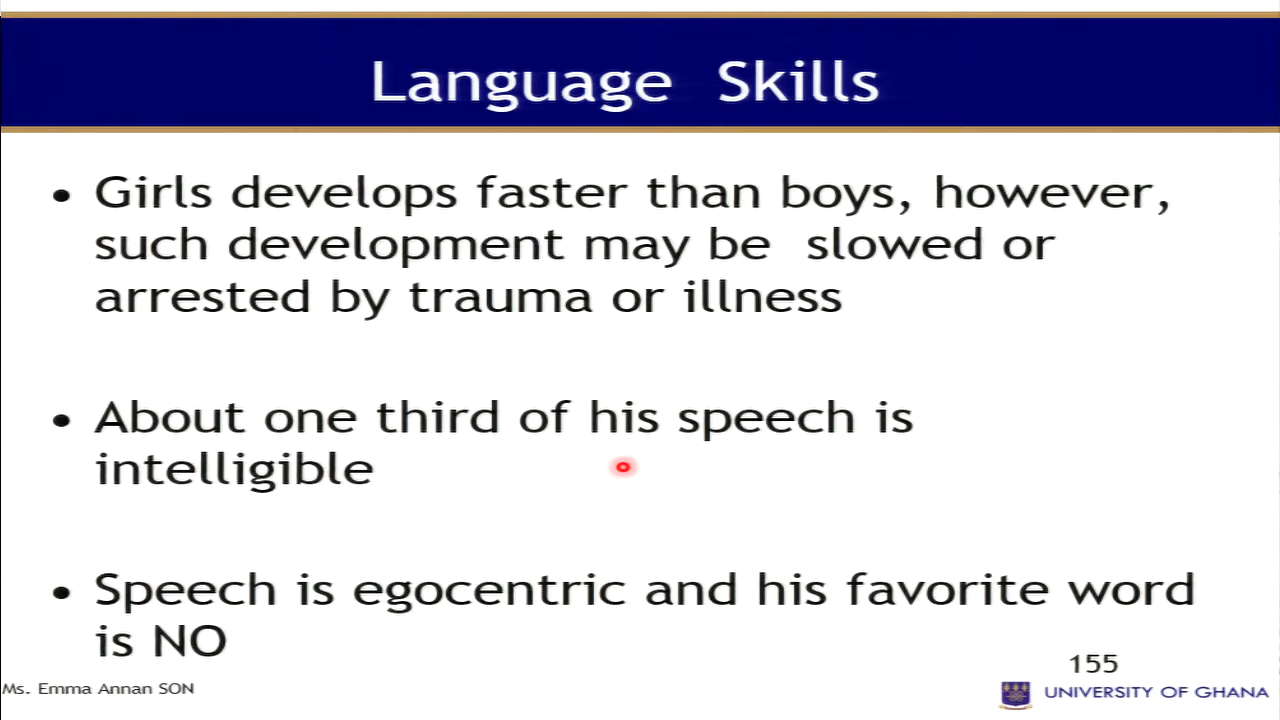 Language Skills
• Girls develops faster than boys, however,
such development may be slowed or
arrested by trauma or illness
• About one third of his speech is
intelligible
• Speech is egocentric and his favorite word
is NO
155
Ms. Emma Annan SON
UNIVERSITY OF GHANA